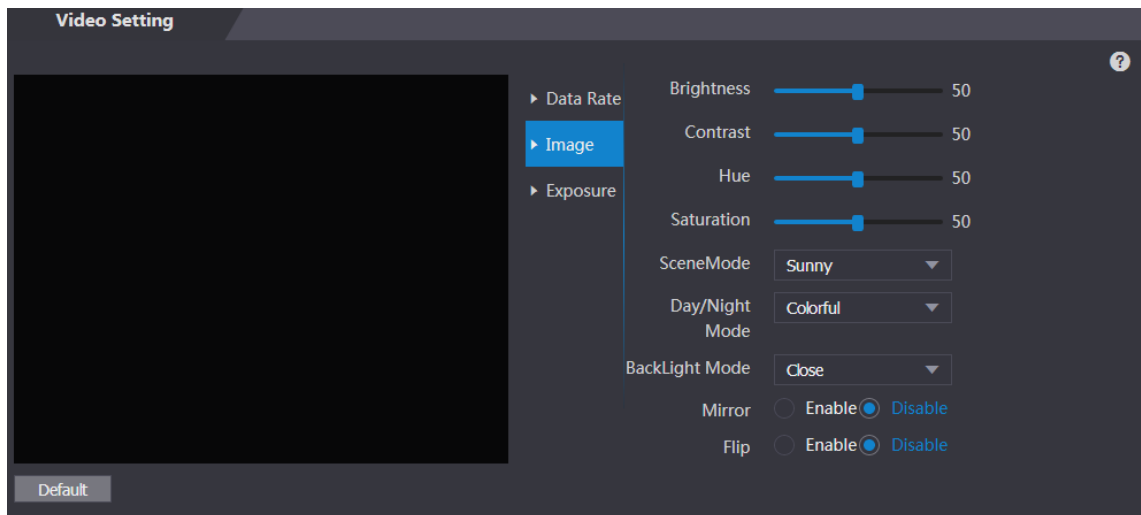 Video Setting
?
Data Rate
Image
Exposure
Brightness 50
Contrast 50
Hue 50
Saturation 50
SceneMode Sunny
Day/Night Colorful
Mode
BackLight Mode Close
Mirror Enable Disable
Flip Enable Disable
Default